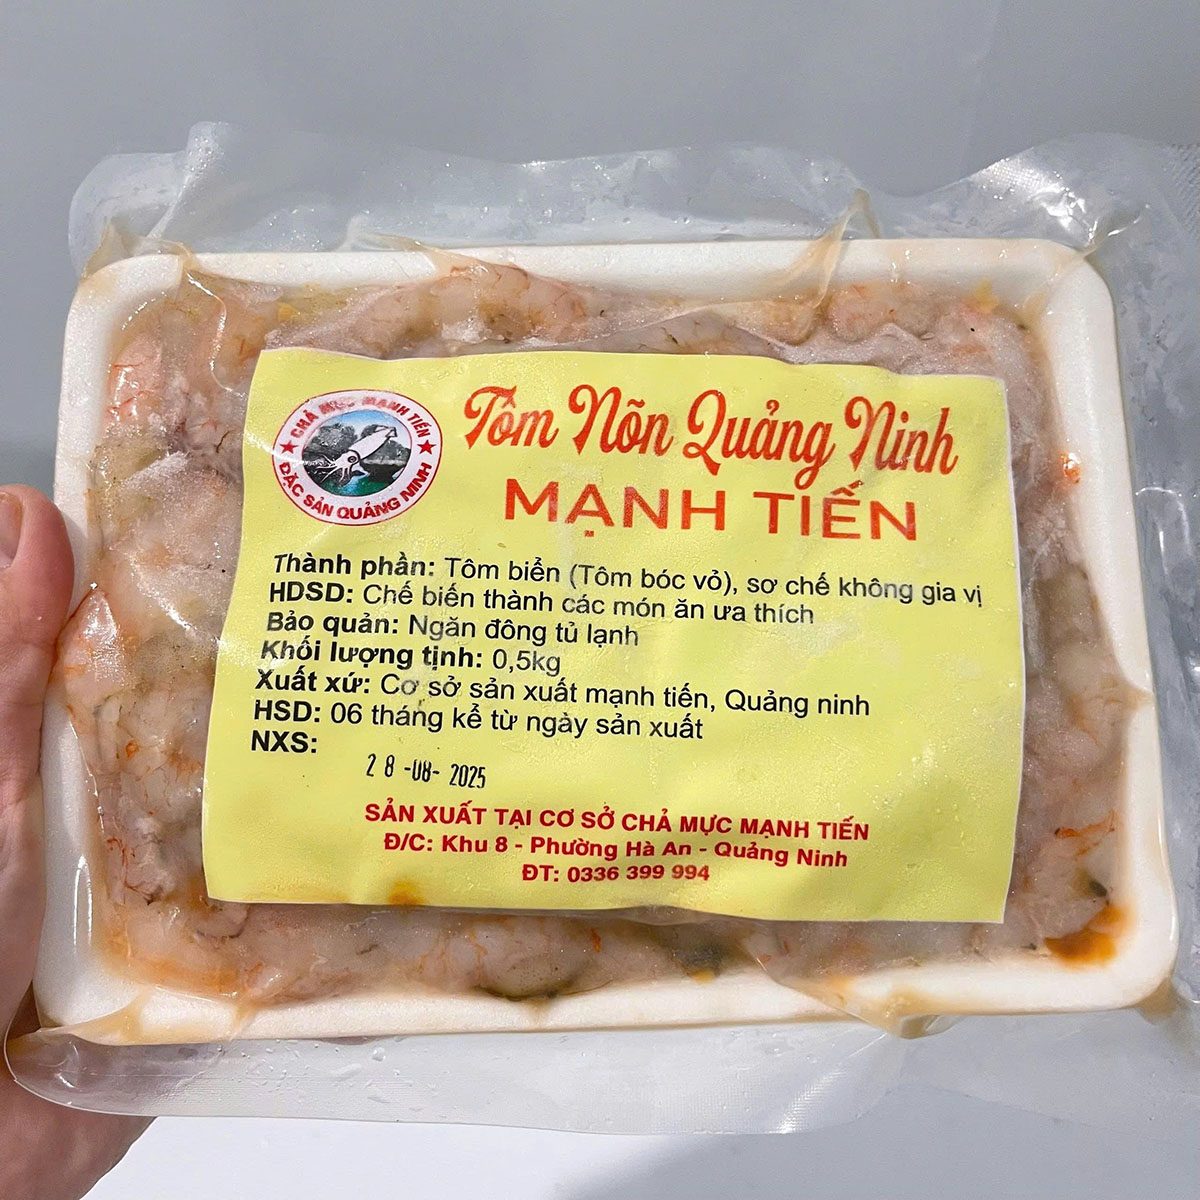 CHẢ MỰC MẠNH TIẾN
ĐẶC SẢN QUẢNG NINH
Tôm Nõn Quảng Ninh
MẠNH TIẾN
Thành phần: Tôm biển (Tôm bóc vỏ), sơ chế không gia vị
HDSD: Chế biến thành các món ăn ưa thích
Bảo quản: Ngăn đông tủ lạnh
Khối lượng tịnh: 0,5kg
Xuất xứ: Cơ sở sản xuất mạnh tiến, Quảng ninh
HSD: 06 tháng kể từ ngày sản xuất
NXS:
28-08-2025
SẢN XUẤT TẠI CƠ SỞ CHẢ MỰC MẠNH TIẾN
Đ/C: Khu 8 - Phường Hà An - Quảng Ninh
ĐT: 0336 399 994